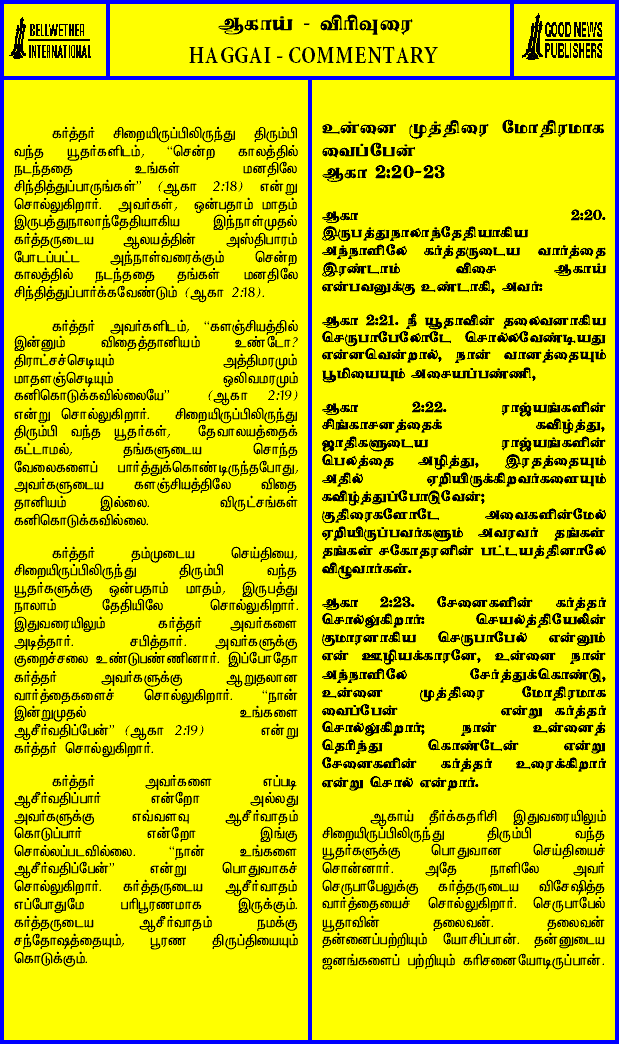 BELLWETHER
INTERNATIONAL
ஆகாய் - விரிவுரை
HAGGAI - COMMENTARY
GOOD NEWS
PUBLISHERS
கர்த்தர் சிறையிருப்பிலிருந்து திரும்பி
வந்த யூதர்களிடம், “சென்ற காலத்தில்
நடந்ததை உங்கள் மனதிலே
சிந்தித்துப்பாருங்கள்” (ஆகா 2:18) என்று
சொல்லுகிறார். அவர்கள், ஒன்பதாம் மாதம்
இருபத்துநாலாந்தேதியாகிய இந்நாள்முதல்
கர்த்தருடைய ஆலயத்தின் அஸ்திபாரம்
போடப்பட்ட அந்நாள்வரைக்கும் சென்ற
காலத்தில் நடந்ததை தங்கள் மனதிலே
சிந்தித்துப்பார்க்கவேண்டும் (ஆகா 2:18).
கர்த்தர் அவர்களிடம், “களஞ்சியத்தில்
இன்னும் விதைத்தானியம் உண்டோ?
திராட்சச்செடியும் அத்திமரமும்
மாதளஞ்செடியும் ஒலிவமரமும்
கனிகொடுக்கவில்லையே” (ஆகா 2:19)
என்று சொல்லுகிறார். சிறையிருப்பிலிருந்து
திரும்பி வந்த யூதர்கள், தேவாலயத்தைக்
கட்டாமல், தங்களுடைய சொந்த
வேலைகளைப் பார்த்துக்கொண்டிருந்தபோது,
அவர்களுடைய களஞ்சியத்திலே விதை
தானியம் இல்லை. விருட்சங்கள்
கனிகொடுக்கவில்லை.
கர்த்தர் தம்முடைய செய்தியை,
சிறையிருப்பிலிருந்து திரும்பி வந்த
யூதர்களுக்கு ஒன்பதாம் மாதம், இருபத்து
நாலாம் தேதியிலே சொல்லுகிறார்.
இதுவரையிலும் கர்த்தர் அவர்களை
அடித்தார். சபித்தார். அவர்களுக்கு
குறைச்சலை உண்டுபண்ணினார். இப்போதோ
கர்த்தர் அவர்களுக்கு ஆறுதலான
வார்த்தைகளைச் சொல்லுகிறார். “நான்
இன்றுமுதல் உங்களை
ஆசீர்வதிப்பேன்” (ஆகா 2:19) என்று
கர்த்தர் சொல்லுகிறார்.
கர்த்தர் அவர்களை எப்படி
ஆசீர்வதிப்பார் என்றோ அல்லது
அவர்களுக்கு எவ்வளவு ஆசீர்வாதம்
கொடுப்பார் என்றோ இங்கு
சொல்லப்படவில்லை. “நான் உங்களை
ஆசீர்வதிப்பேன்” என்று பொதுவாகச்
சொல்லுகிறார். கர்த்தருடைய ஆசீர்வாதம்
எப்போதுமே பரிபூரணமாக இருக்கும்.
கர்த்தருடைய ஆசீர்வாதம் நமக்கு
சந்தோஷத்தையும், பூரண திருப்தியையும்
கொடுக்கும்.
உன்னை முத்திரை மோதிரமாக
வைப்பேன்
ஆகா 2:20-23
ஆகா 2:20.
இருபத்துநாலாந்தேதியாகிய
அந்நாளிலே கர்த்தருடைய வார்த்தை
இரண்டாம் விசை ஆகாய்
என்பவனுக்கு உண்டாகி, அவர்:
ஆகா 2:21. நீ யூதாவின் தலைவனாகிய
செருபாபேலோடே சொல்லவேண்டியது
என்னவென்றால், நான் வானத்தையும்
பூமியையும் அசையப்பண்ணி,
ஆகா 2:22. ராஜ்யங்களின்
சிங்காசனத்தைக் கவிழ்த்து,
ஜாதிகளுடைய ராஜ்யங்களின்
பெலத்தை அழித்து, இரதத்தையும்
அதில் ஏறியிருக்கிறவர்களையும்
கவிழ்த்துப்போடுவேன்;
குதிரைகளோடே அவைகளின்மேல்
ஏறியிருப்பவர்களும் அவரவர் தங்கள்
தங்கள் சகோதரனின் பட்டயத்தினாலே
விழுவார்கள்.
ஆகா 2:23. சேனைகளின் கர்த்தர்
சொல்லுகிறார்: செயல்த்தியேலின்
குமாரனாகிய செருபாபேல் என்னும்
என் ஊழியக்காரனே, உன்னை நான்
அந்நாளிலே சேர்த்துக்கொண்டு,
உன்னை முத்திரை மோதிரமாக
வைப்பேன் என்று கர்த்தர்
சொல்லுகிறார்; நான் உன்னைத்
தெரிந்து கொண்டேன் என்று
சேனைகளின் கர்த்தர் உரைக்கிறார்
என்று சொல் என்றார்.
ஆகாய் தீர்க்கதரிசி இதுவரையிலும்
சிறையிருப்பிலிருந்து திரும்பி வந்த
யூதர்களுக்கு பொதுவான செய்தியைச்
சொன்னார். அதே நாளிலே அவர்
செருபாபேலுக்கு கர்த்தருடைய விசேஷித்த
வார்த்தையைச் சொல்லுகிறார். செருபாபேல்
யூதாவின் தலைவன். தலைவன்
தன்னைப்பற்றியும் யோசிப்பான். தன்னுடைய
ஜனங்களைப் பற்றியும் கரிசனையோடிருப்பான்.